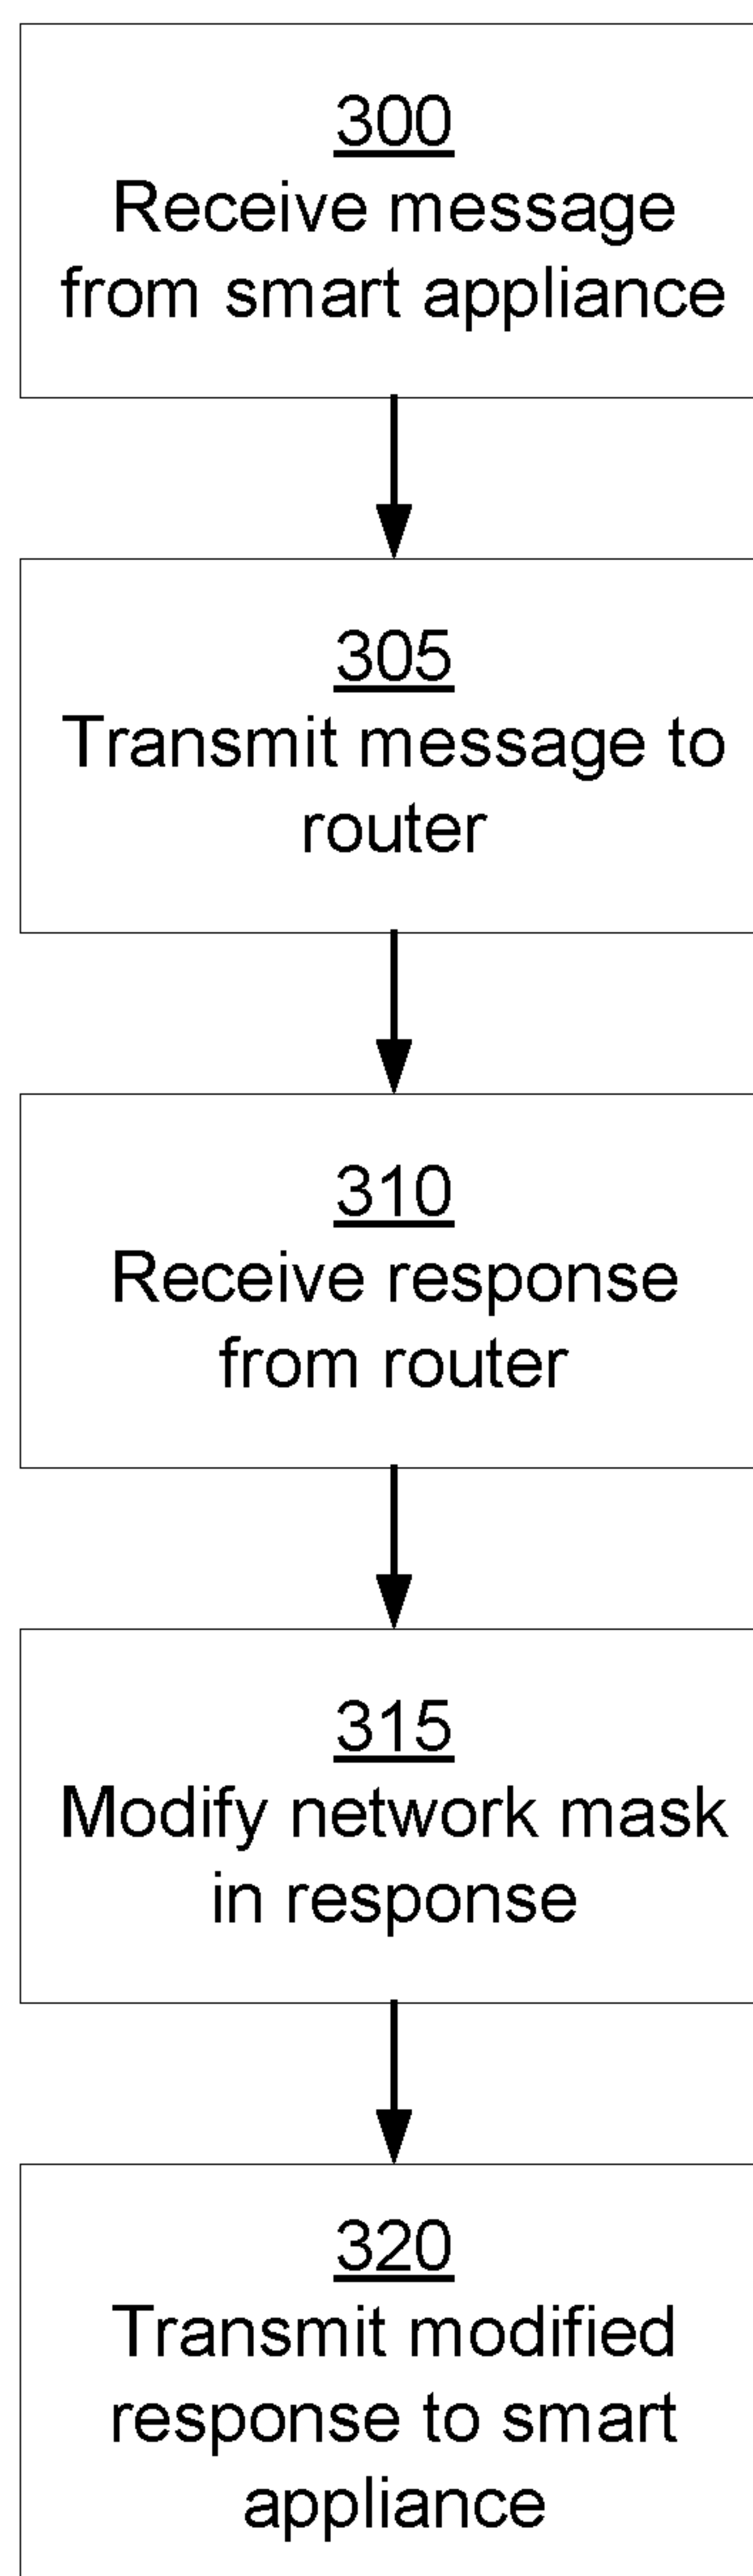 300
Receive message
from smart appliance
305
Transmit message to
router
310
Receive response
from router
315
Modify network mask
in response
320
Transmit modified
response to smart
appliance